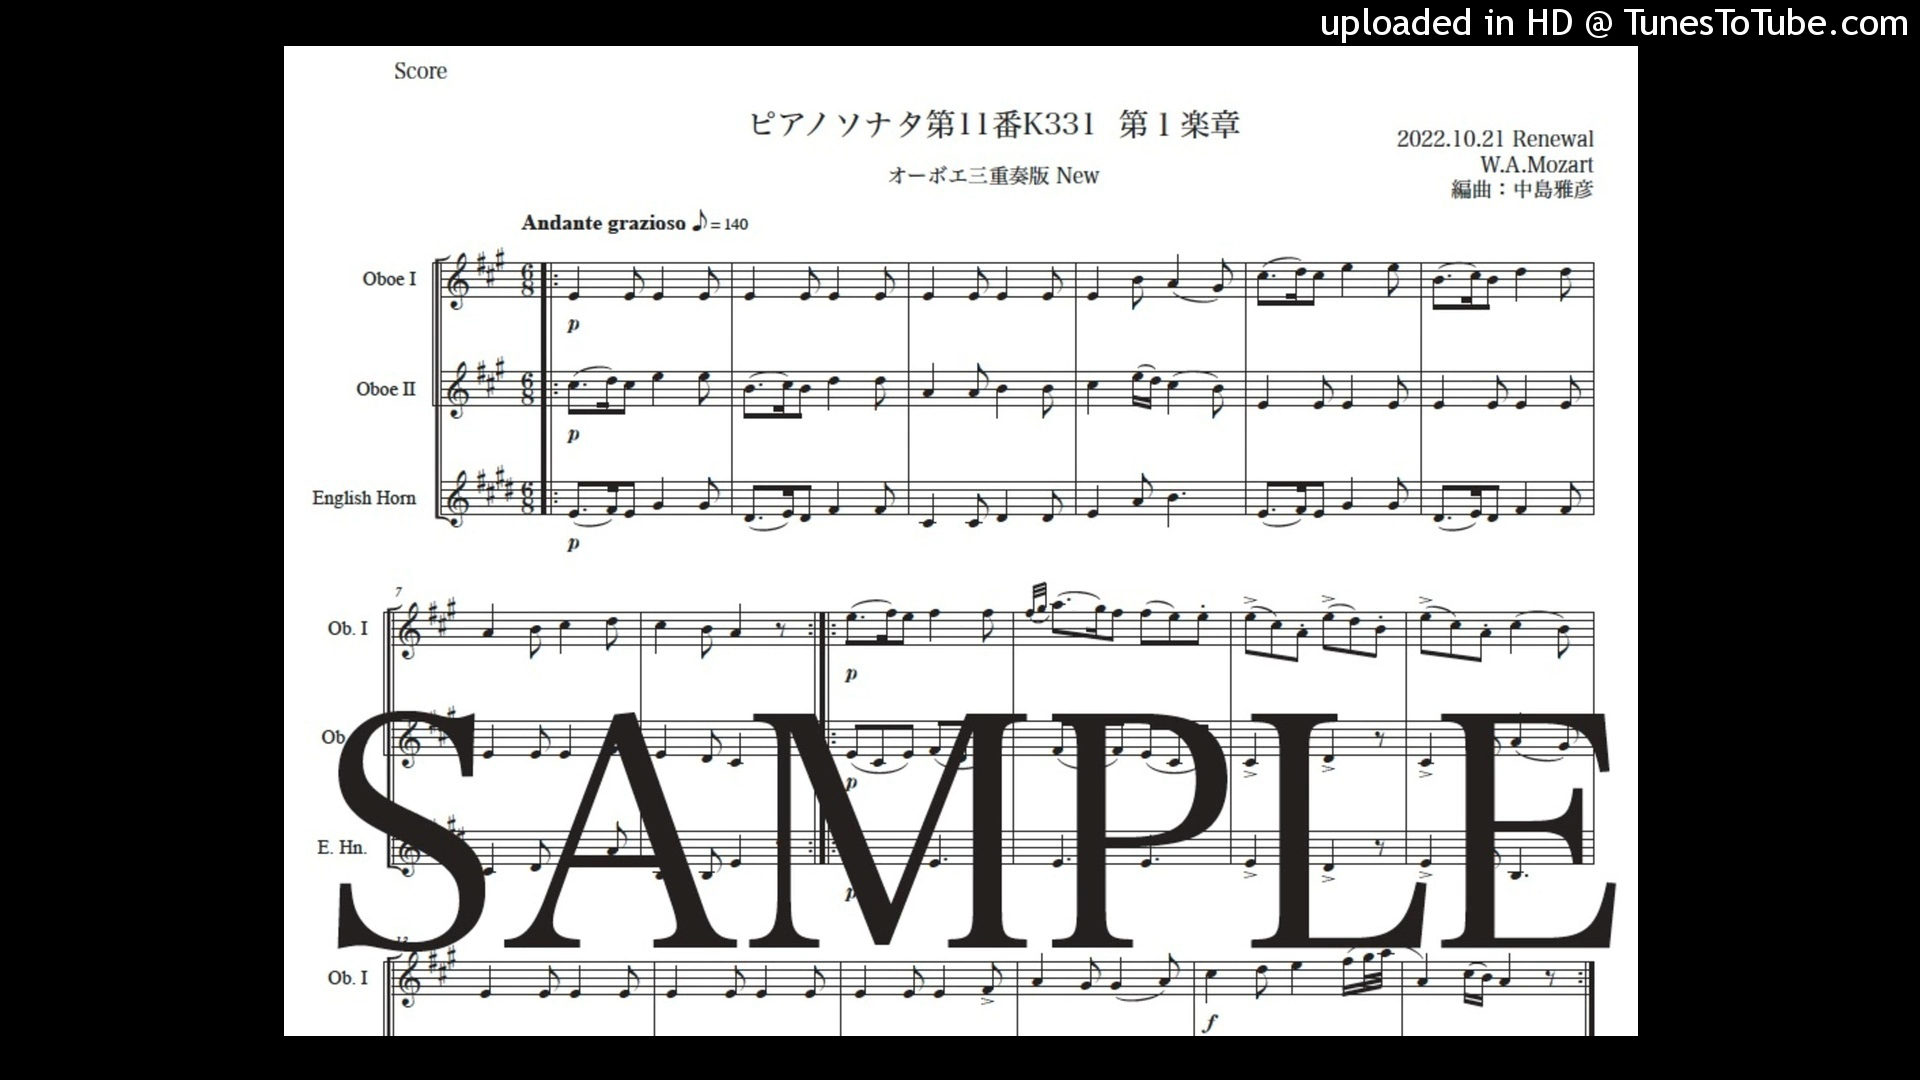 uploaded in HD @ TunesToTube.com
Score
ピアノソナタ第11番K331 第1楽章
2022.10.21 Renewal
W.A.Mozart
オーボエ三重奏版 New
編曲：中島雅彦
Andante grazioso ♪=140
Oboe I
p
Oboe II
p
English Horn
p
7
Ob. I
p
Ob.
p
E. Hn.
p
SAMPLE
Ob. I
f